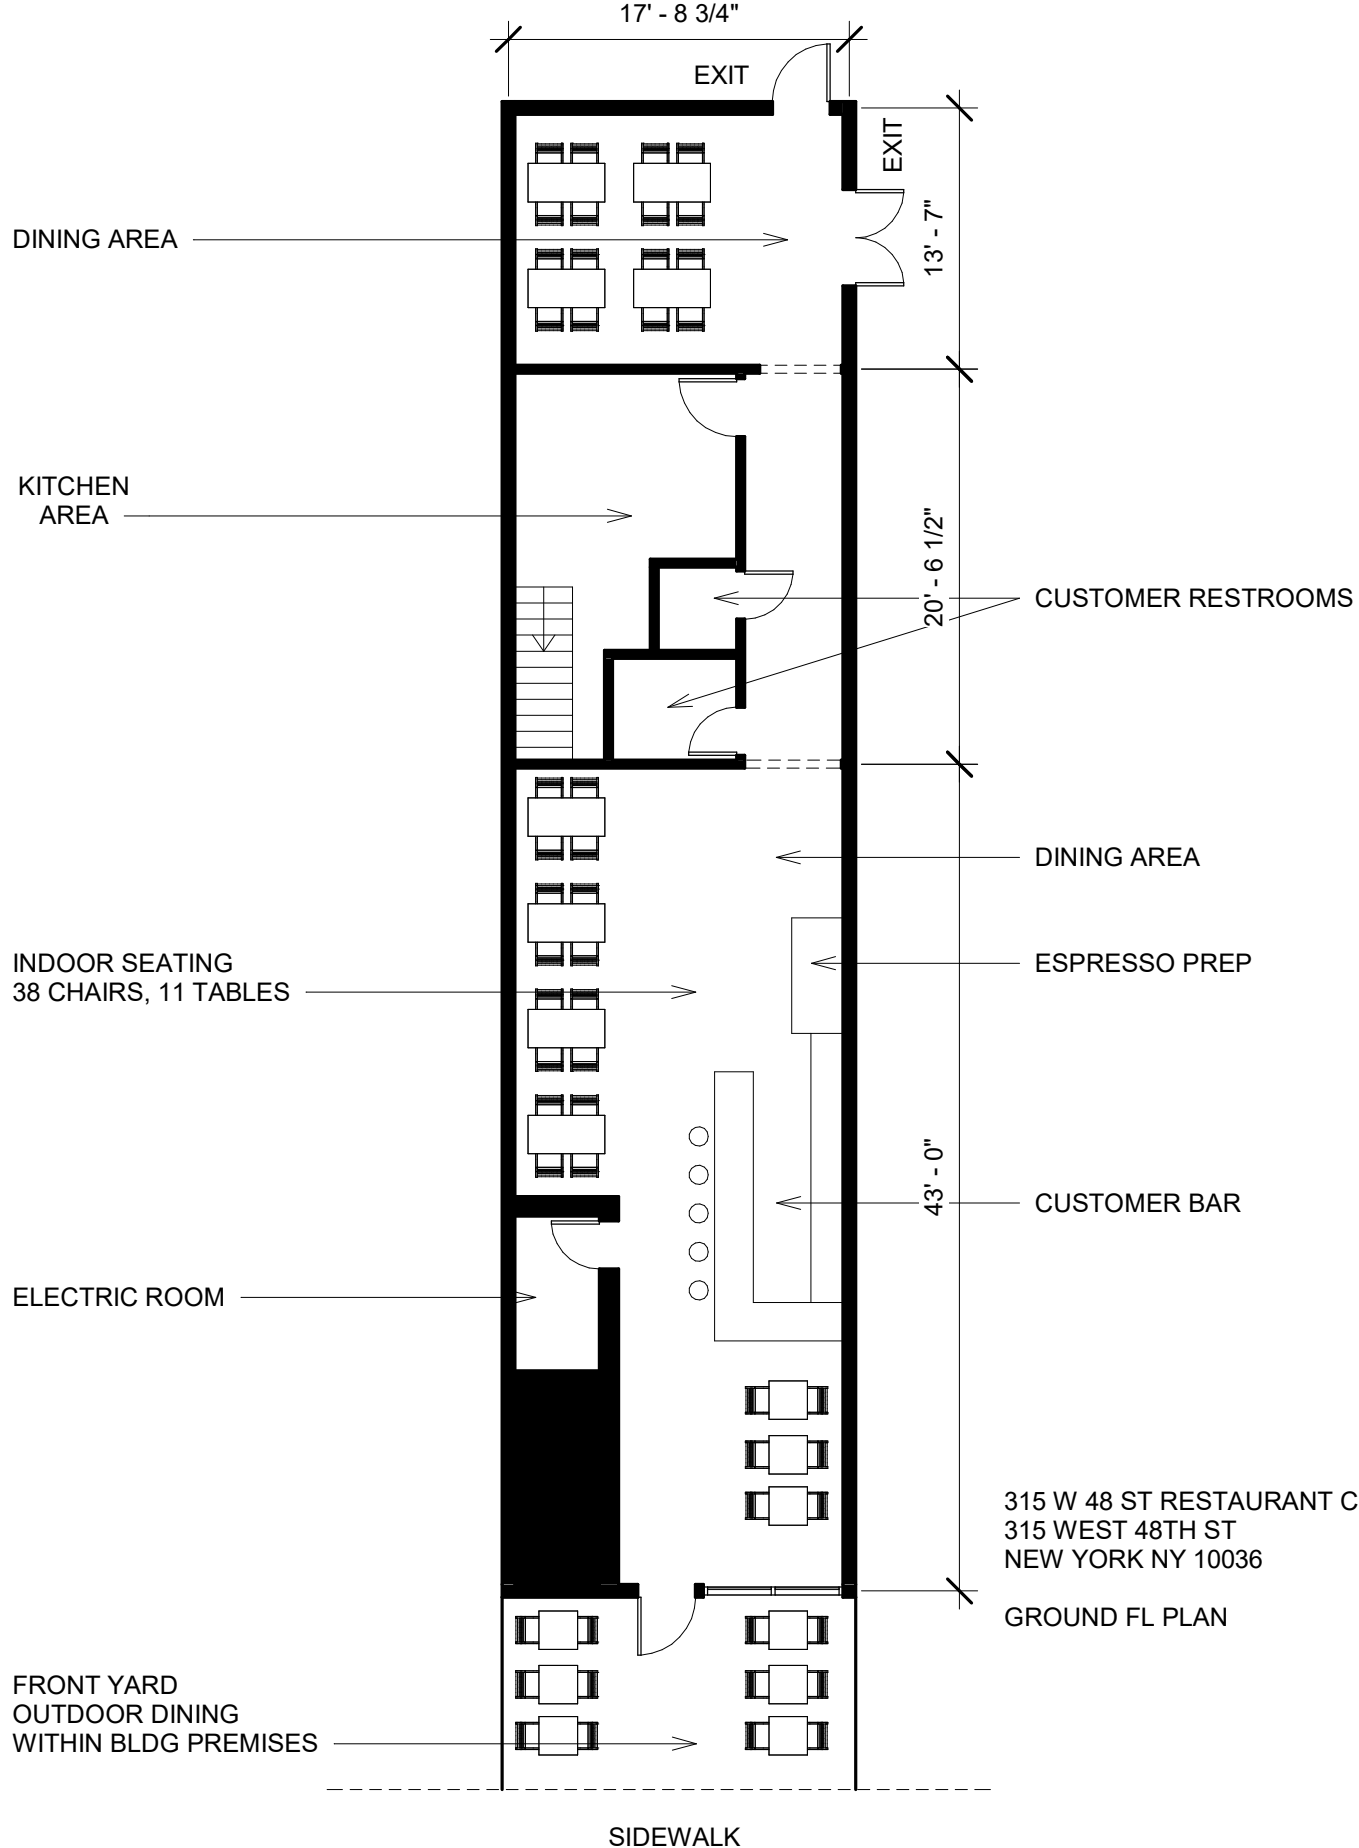 17' - 8 3/4"
EXIT
EXIT
13' - 7"
DINING AREA
KITCHEN
AREA
20' - 6 1/2"
CUSTOMER RESTROOMS
DINING AREA
INDOOR SEATING
38 CHAIRS, 11 TABLES
ESPRESSO PREP
43' - 0"
CUSTOMER BAR
ELECTRIC ROOM
315 W 48 ST RESTAURANT C
315 WEST 48TH ST
NEW YORK NY 10036
GROUND FL PLAN
FRONT YARD
OUTDOOR DINING
WITHIN BLDG PREMISES
SIDEWALK